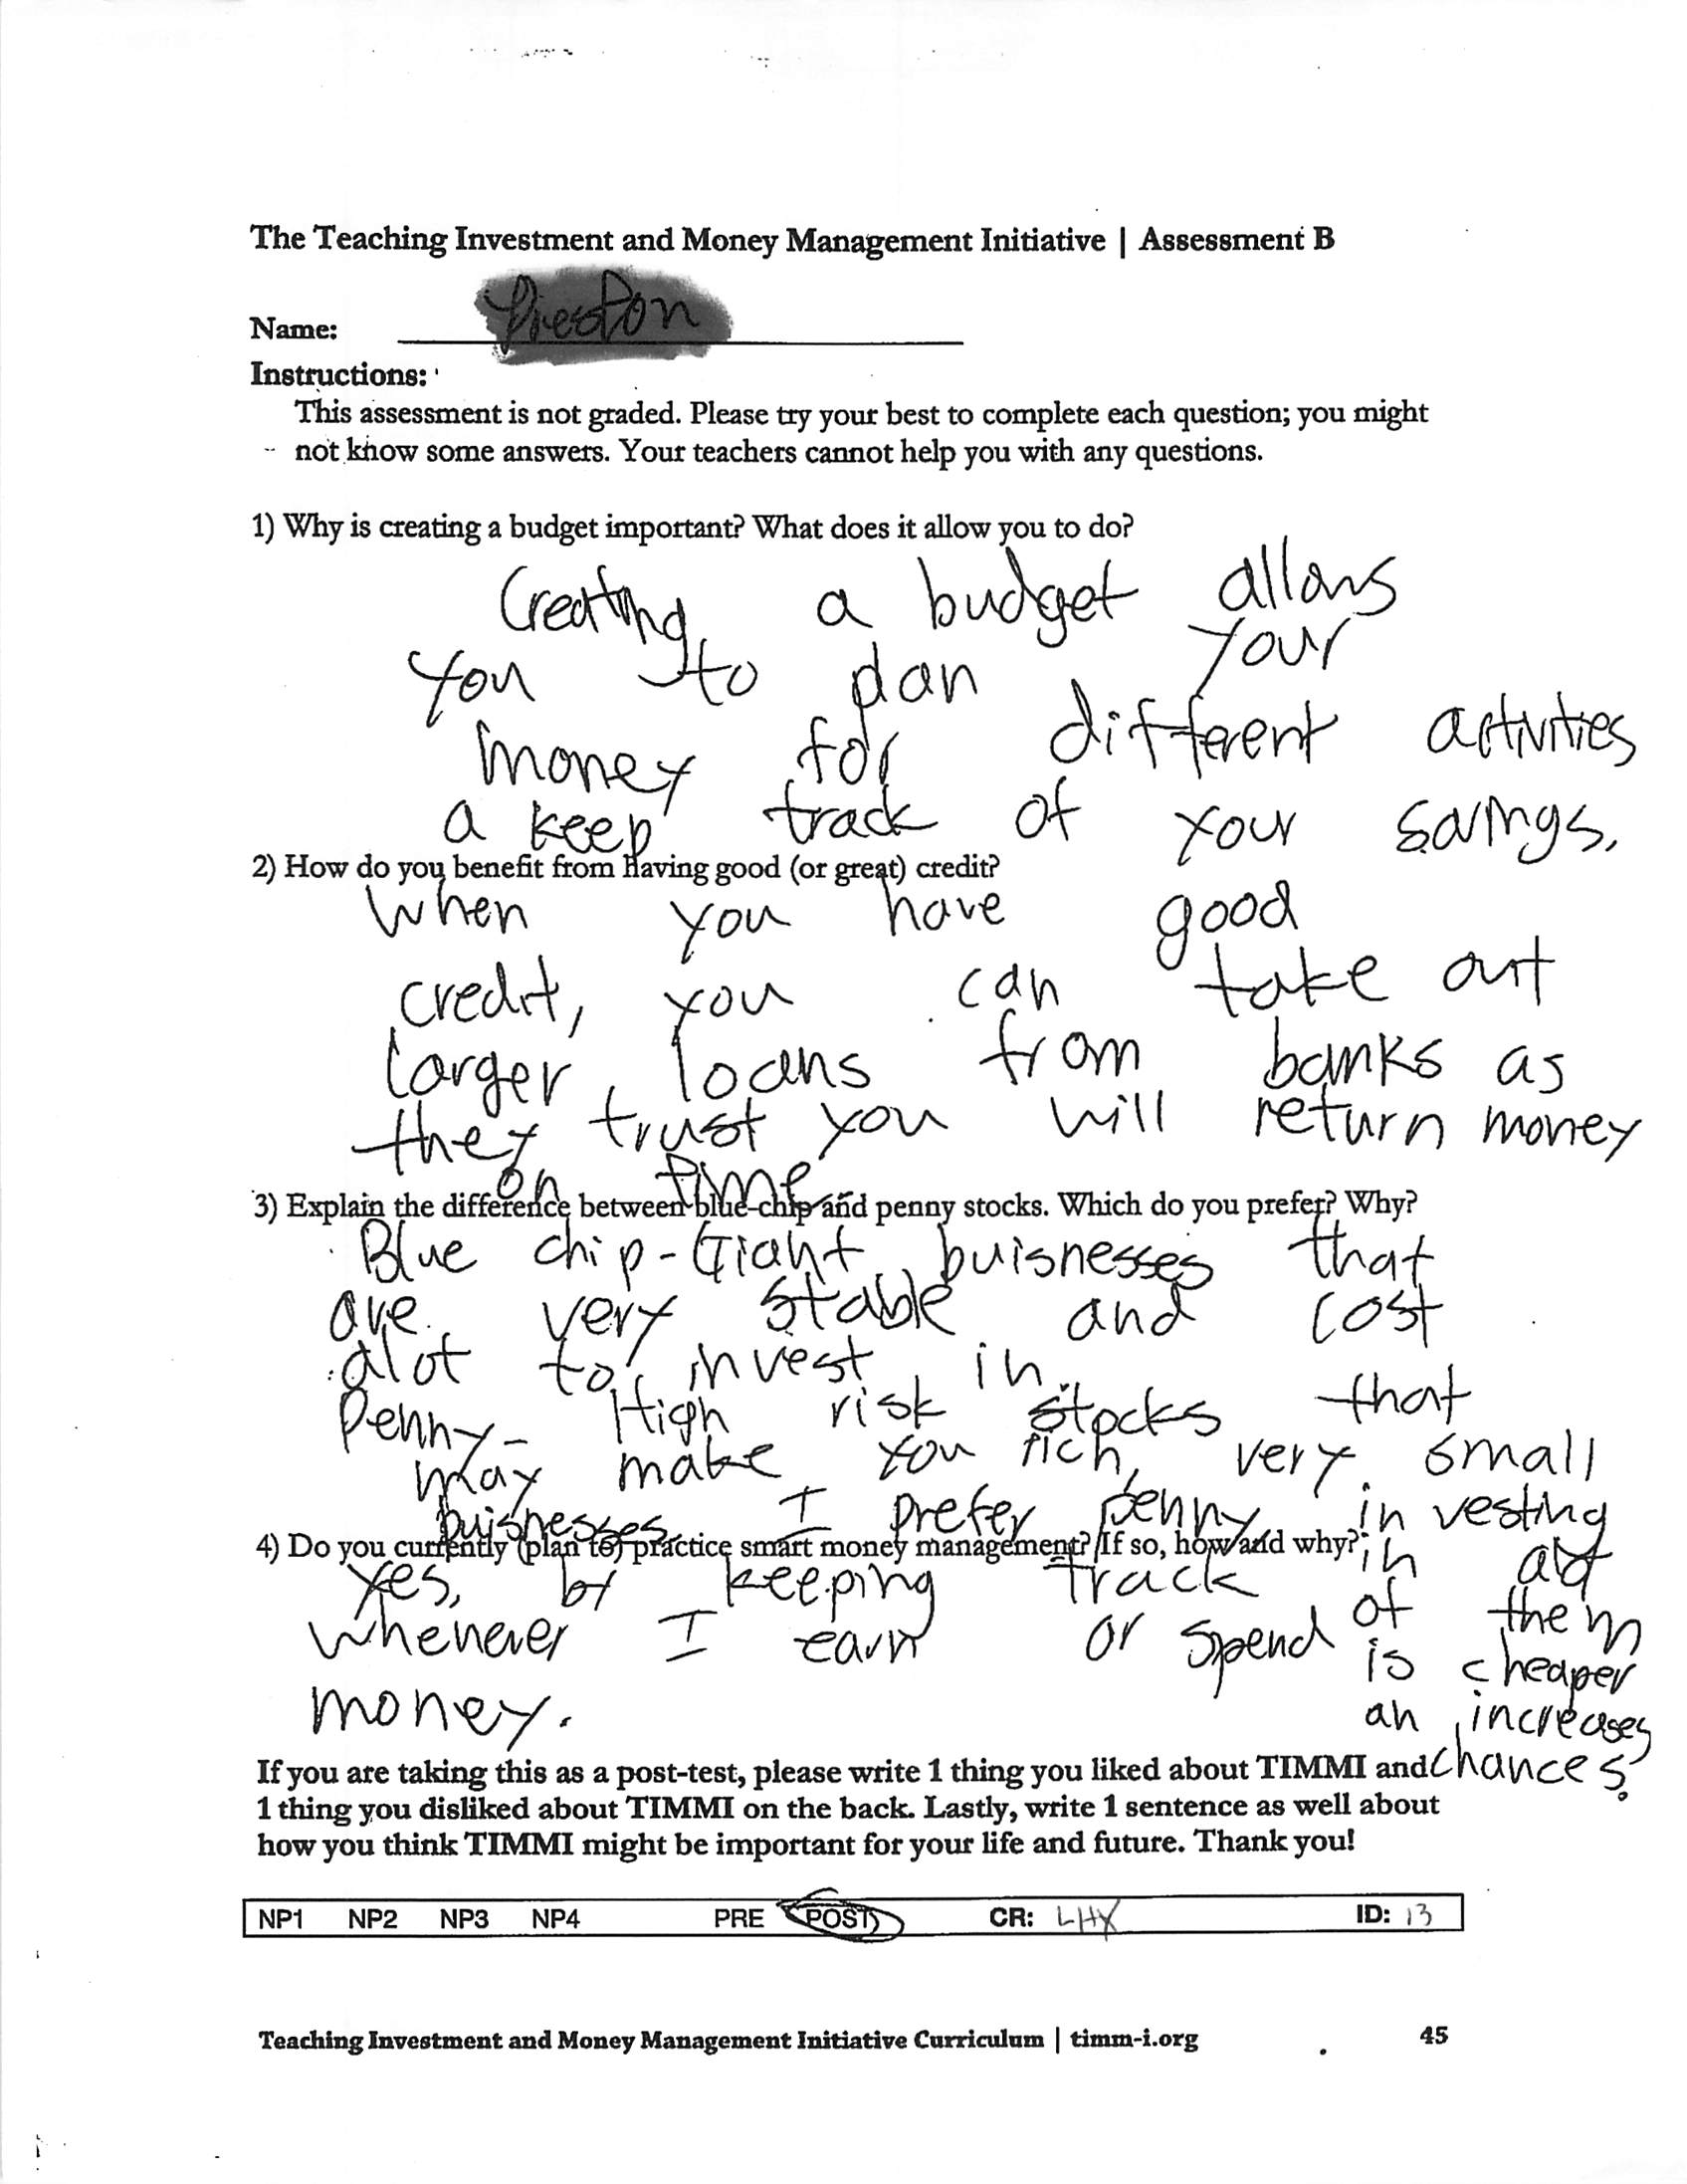 The Teaching Investment and Money Management Initiative | Assessment B
Name: Preston
Instructions:
This assessment is not graded. Please try your best to complete each question; you might
not know some answers. Your teachers cannot help you with any questions.
1) Why is creating a budget important? What does it allow you to do?
Creating a budget allows
you to plan your
money for different activities
a keep track of your savings.
2) How do you benefit from having good (or great) credit?
When you have good
credit, you can take out
larger loans from banks as
they trust you will return money
on time
3) Explain the difference between blue-chip and penny stocks. Which do you prefer? Why?
Blue chip-Giant buisnesses that
are very stable and cost
alot to invest in.
Penny- High risk stocks that
may make you rich, very small
buisnesses. I prefer penny investing
in
of them
is cheaper
an increases
chances.
4) Do you currently (plan to) practice smart money management? If so, how and why?
Yes, by keeping track
whenever I earn or spend
money.
If you are taking this as a post-test, please write 1 thing you liked about TIMMI and
1 thing you disliked about TIMMI on the back. Lastly, write 1 sentence as well about
how you think TIMMI might be important for your life and future. Thank you!
NP1 NP2 NP3 NP4 PRE POST CR: LHX ID: 13
Teaching Investment and Money Management Initiative Curriculum | timm-i.org 45